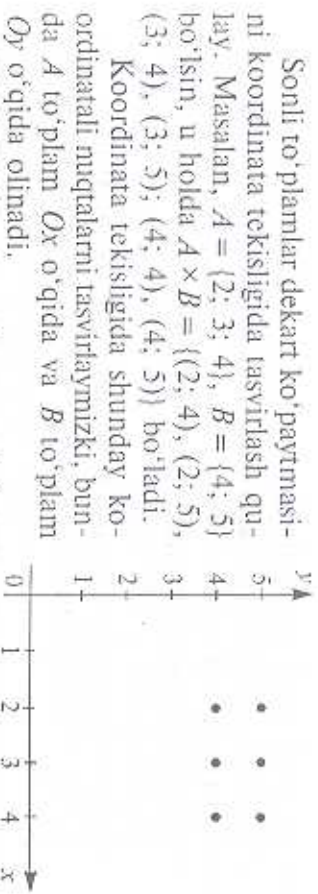 Sonli to‘plamlar dekart ko‘paytmasi-
ni koordinata tekisligida tasvirlash qu-
lay. Masalan, A = {2; 3; 4}, B = {4; 5}
bo‘lsin, u holda A × B = {(2; 4), (2; 5),
(3; 4), (3; 5); (4; 4), (4; 5)} bo‘ladi.
Koordinata tekisligida shunday ko-
ordinatali nuqtalarni tasvirlaymizki, bun-
da A to‘plam Ox o‘qida va B to‘plam
Oy o‘qida olinadi.
y
5
4
3
2
1
0 1 2 3 4 x